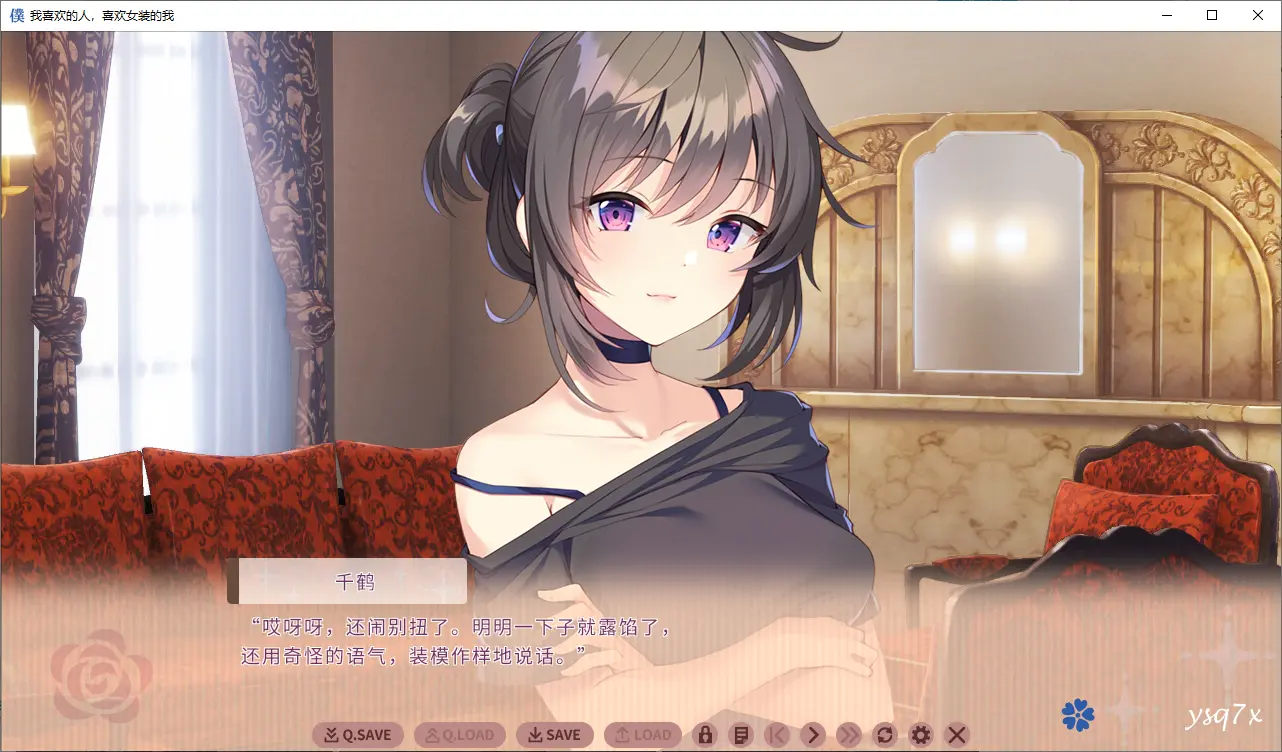 僕 我喜欢的人，喜欢女装的我
千鹤
“哎呀呀，还闹别扭了。明明一下子就露馅了，
还用奇怪的语气，装模作样地说话。”
Q.SAVE Q.LOAD SAVE LOAD
ysq7x